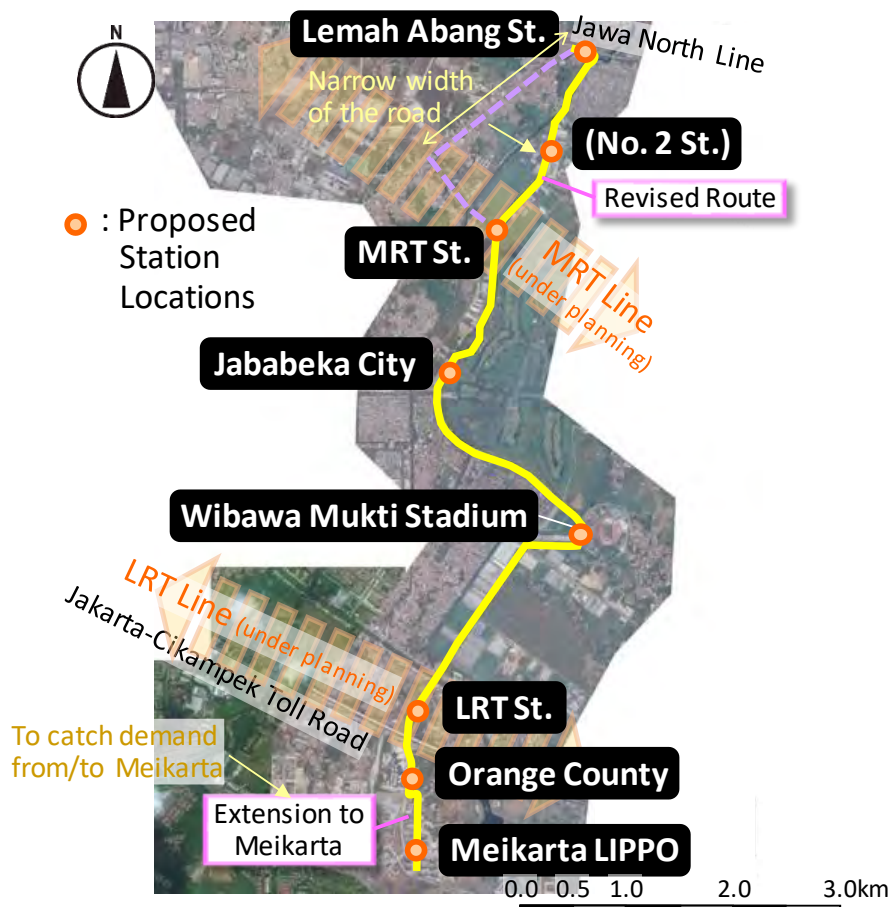 N
Lemah Abang St.
Jawa North Line
Narrow width
of the road
(No. 2 St.)
Revised Route
: Proposed
Station
Locations
MRT St.
MRT Line
(under planning)
Jababeka City
Wibawa Mukti Stadium
LRT Line (under planning)
Jakarta-Cikampek Toll Road
LRT St.
To catch demand
from/to Meikarta
Orange County
Extension to
Meikarta
Meikarta LIPPO
0.0 0.5 1.0 2.0 3.0km